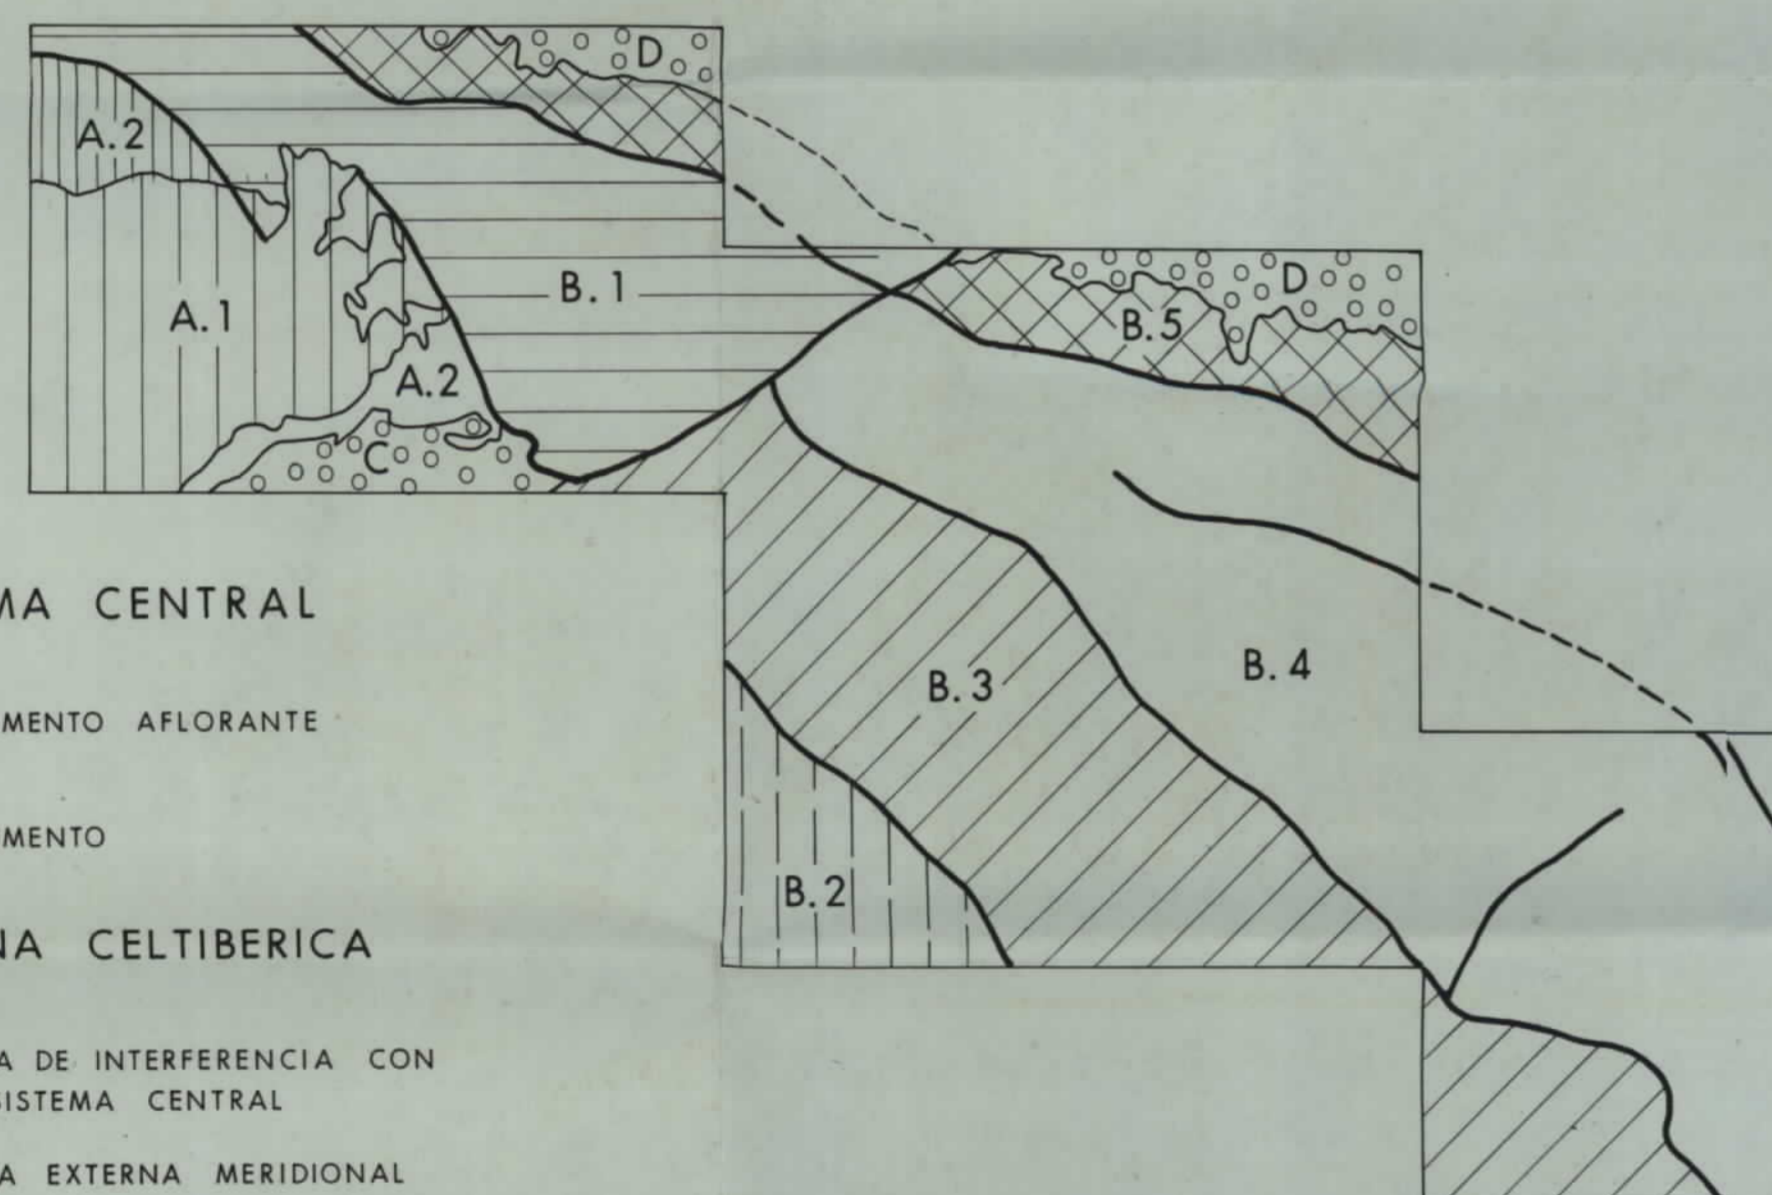 D
A.2
B.1
D
A.1
B.5
A.2
C
B.3
B.4
B.2
MA CENTRAL
MENTO AFLORANTE
MENTO
NA CELTIBERICA
A DE INTERFERENCIA CON
SISTEMA CENTRAL
A EXTERNA MERIDIONAL